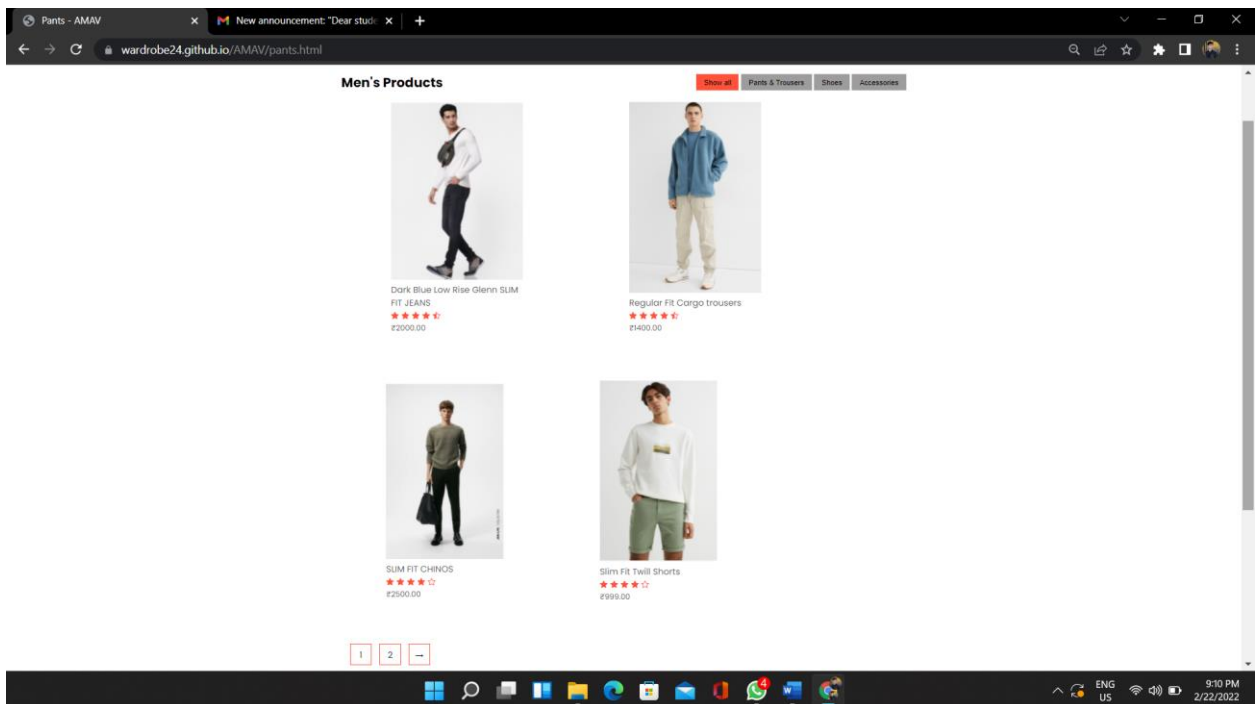 Pants - AMAV
New announcement: "Dear stude
wardrobe24.github.io/AMAV/pants.html
Men's Products
Show all
Pants & Trousers
Shoes
Accessories
Dark Blue Low Rise Glenn SLIM
FIT JEANS
₹2000.00
Regular Fit Cargo trousers
₹1400.00
SLIM FIT CHINOS
₹2500.00
Slim Fit Twill Shorts
₹999.00
1 2 →
4
ENG
US
9:10 PM
2/22/2022